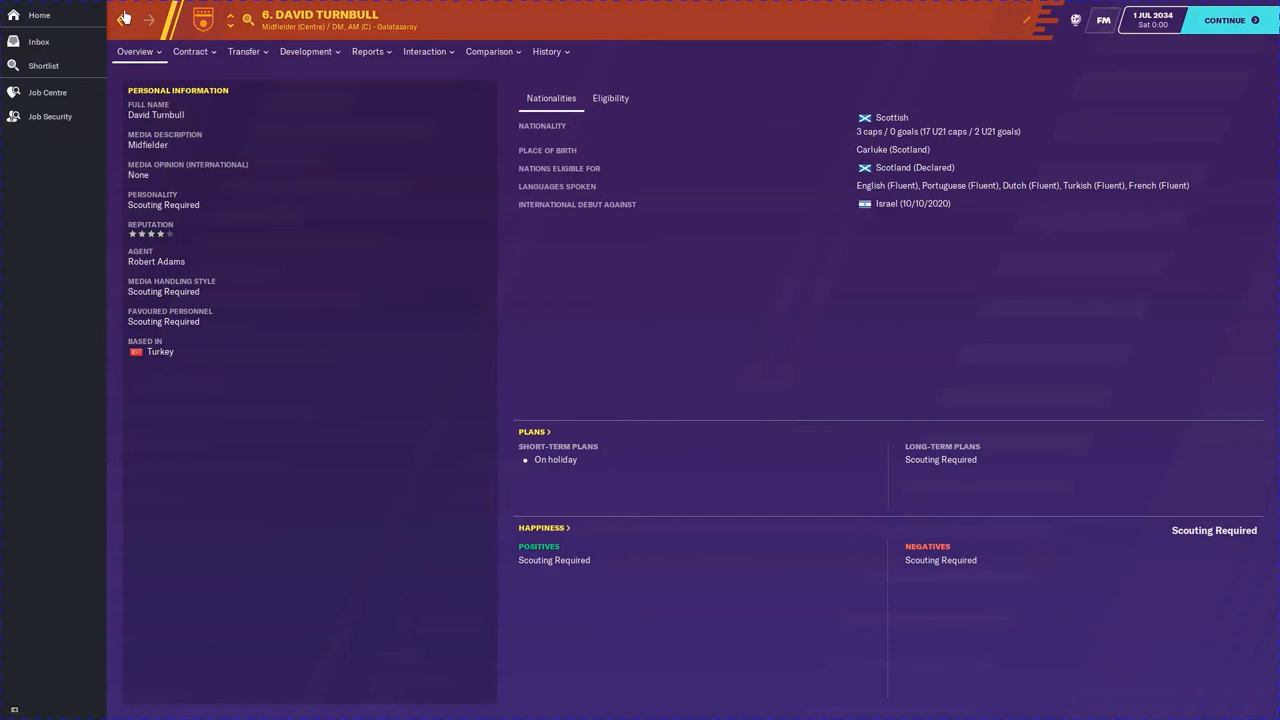 6. DAVID TURNBULL
Midfielder (Centre) / DM, AM (C) - Galatasaray
FM
1 JUL 2034
Sat 0:00
CONTINUE
Home
Inbox
Shortlist
Job Centre
Job Security
Overview
Contract
Transfer
Development
Reports
Interaction
Comparison
History
PERSONAL INFORMATION
FULL NAME
David Turnbull
MEDIA DESCRIPTION
Midfielder
MEDIA OPINION (INTERNATIONAL)
None
PERSONALITY
Scouting Required
REPUTATION
AGENT
Robert Adams
MEDIA HANDLING STYLE
Scouting Required
FAVOURED PERSONNEL
Scouting Required
BASED IN
Turkey
Nationalities
Eligibility
NATIONALITY
Scottish
3 caps / 0 goals (17 U21 caps / 2 U21 goals)
PLACE OF BIRTH
Carluke (Scotland)
NATIONS ELIGIBLE FOR
Scotland (Declared)
LANGUAGES SPOKEN
English (Fluent), Portuguese (Fluent), Dutch (Fluent), Turkish (Fluent), French (Fluent)
INTERNATIONAL DEBUT AGAINST
Israel (10/10/2020)
PLANS >
SHORT-TERM PLANS
On holiday
LONG-TERM PLANS
Scouting Required
HAPPINESS >
Scouting Required
POSITIVES
Scouting Required
NEGATIVES
Scouting Required